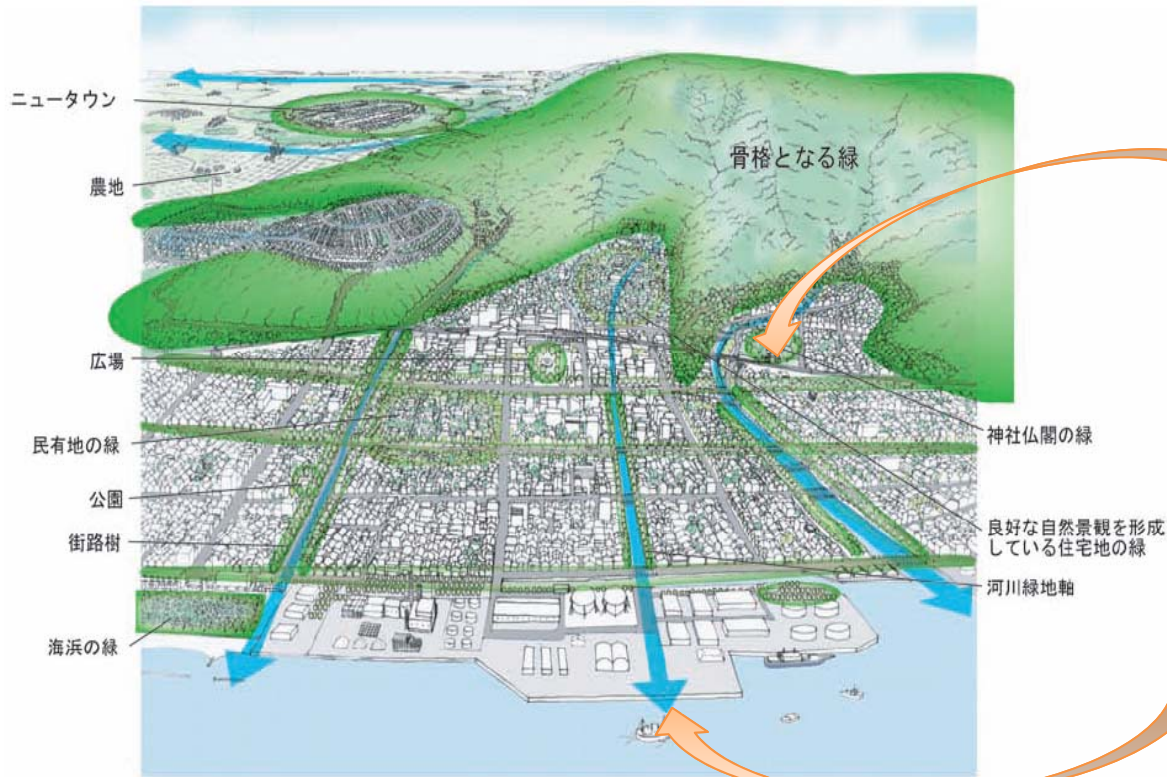 ニュータウン
骨格となる緑
農地
広場
神社仏閣の緑
民有地の緑
公園
良好な自然景観を形成
している住宅地の緑
街路樹
河川緑地軸
海浜の緑